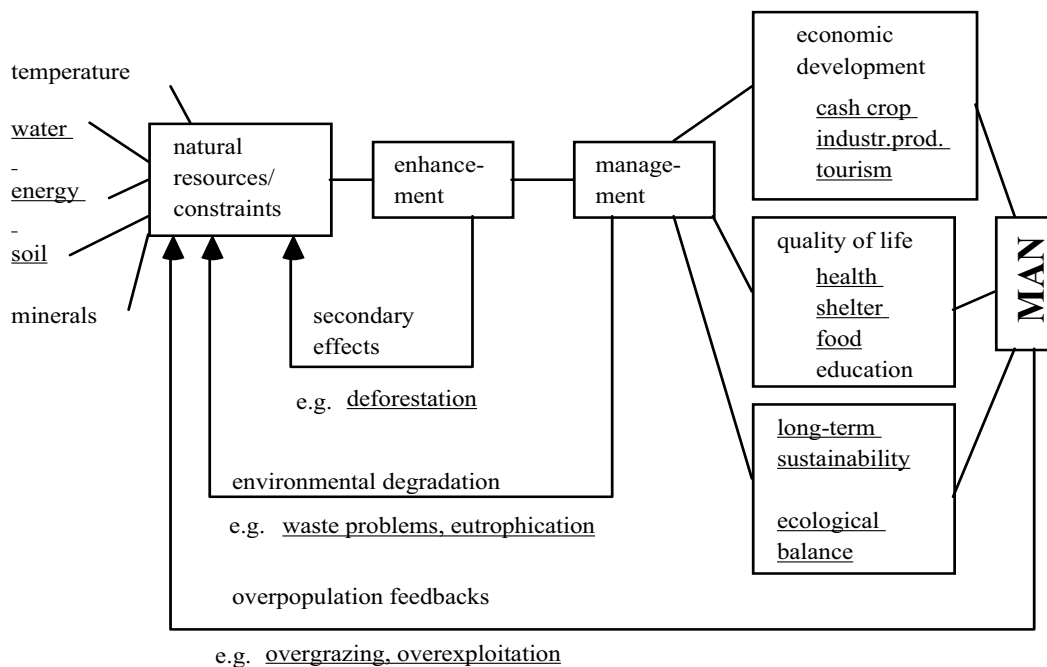 temperature
water
energy
soil
minerals
natural
resources/
constraints
enhance-
ment
manage-
ment
economic
development
cash crop
industr.prod.
tourism
quality of life
health
shelter
food
education
long-term
sustainability
ecological
balance
MAN
secondary
effects
e.g. deforestation
environmental degradation
e.g. waste problems, eutrophication
overpopulation feedbacks
e.g. overgrazing, overexploitation